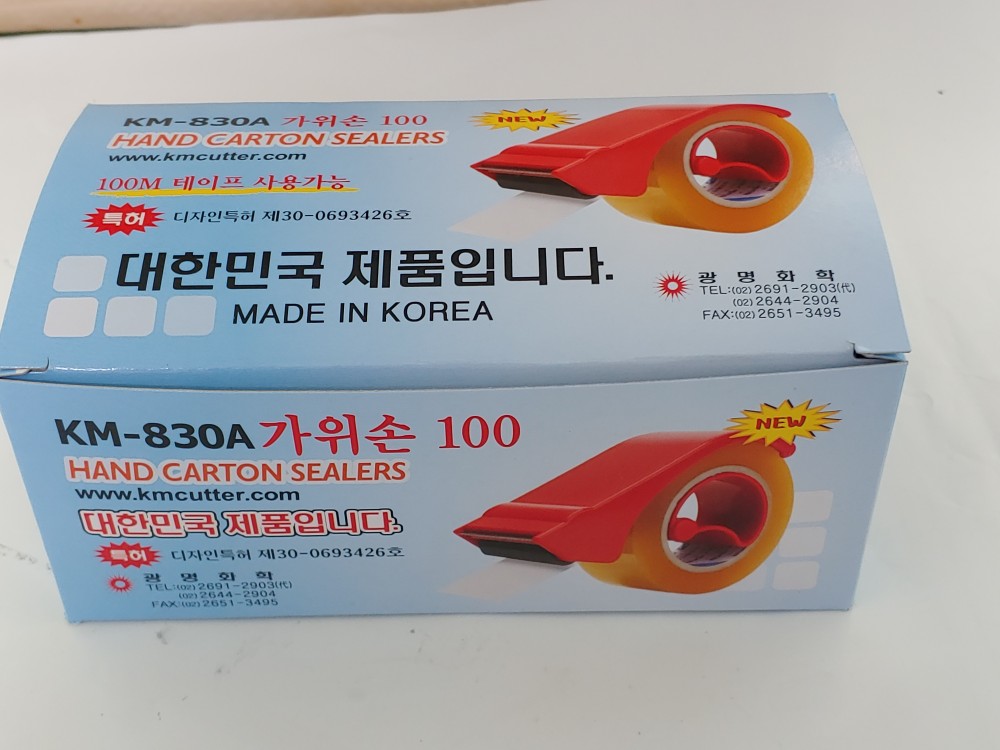 KM-830A 가위손 100
NEW
HAND CARTON SEALERS
www.kmcutter.com
100M 테이프 사용가능
특허 디자인특허 제30-0693426호
대한민국 제품입니다.
MADE IN KOREA
광명화학
TEL:(02)2691-2903(代)
(02)2644-2904
FAX:(02)2651-3495
KM-830A 가위손 100
NEW
HAND CARTON SEALERS
www.kmcutter.com
대한민국 제품입니다.
특허 디자인특허 제30-0693426호
광명화학
TEL:(02)2691-2903(代)
(02)2644-2904
FAX:(02)2651-3495